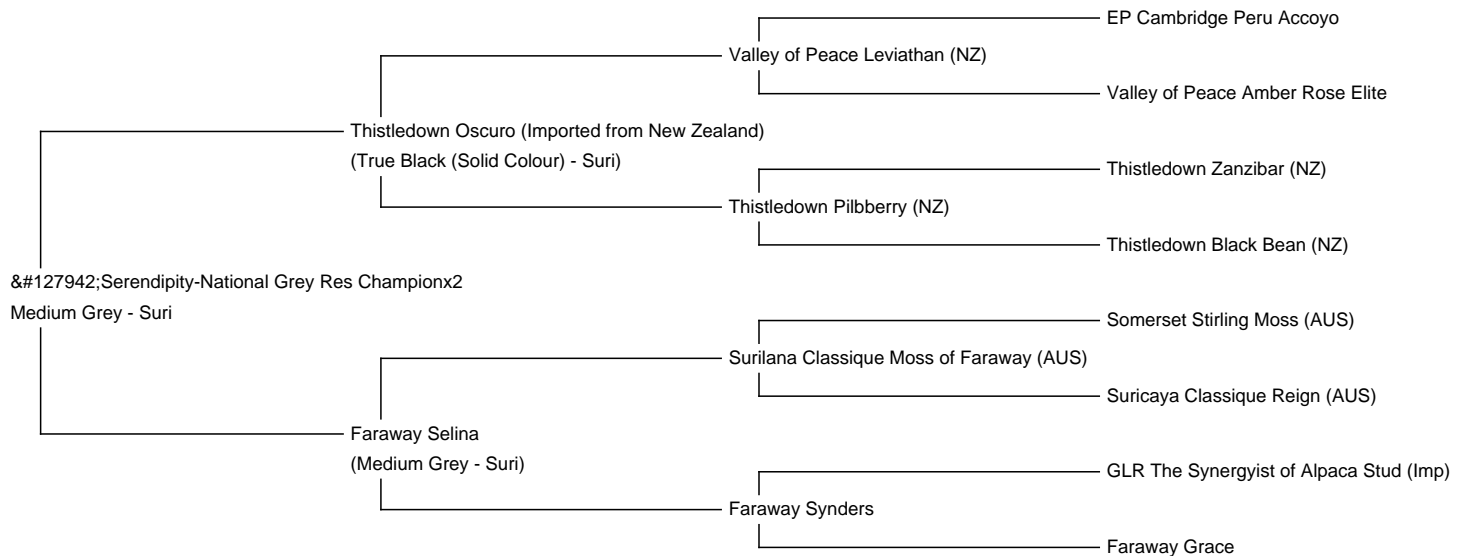 EP Cambridge Peru Accoyo
Valley of Peace Leviathan (NZ)
Valley of Peace Amber Rose Elite
Thistledown Oscuro (Imported from New Zealand)
(True Black (Solid Colour) - Suri)
Thistledown Zanzibar (NZ)
Thistledown Pilbberry (NZ)
Thistledown Black Bean (NZ)
&#127942;Serendipity-National Grey Res Championx2
Medium Grey - Suri
Somerset Stirling Moss (AUS)
Surilana Classique Moss of Faraway (AUS)
Suricaya Classique Reign (AUS)
Faraway Selina
(Medium Grey - Suri)
GLR The Synergyist of Alpaca Stud (Imp)
Faraway Synders
Faraway Grace